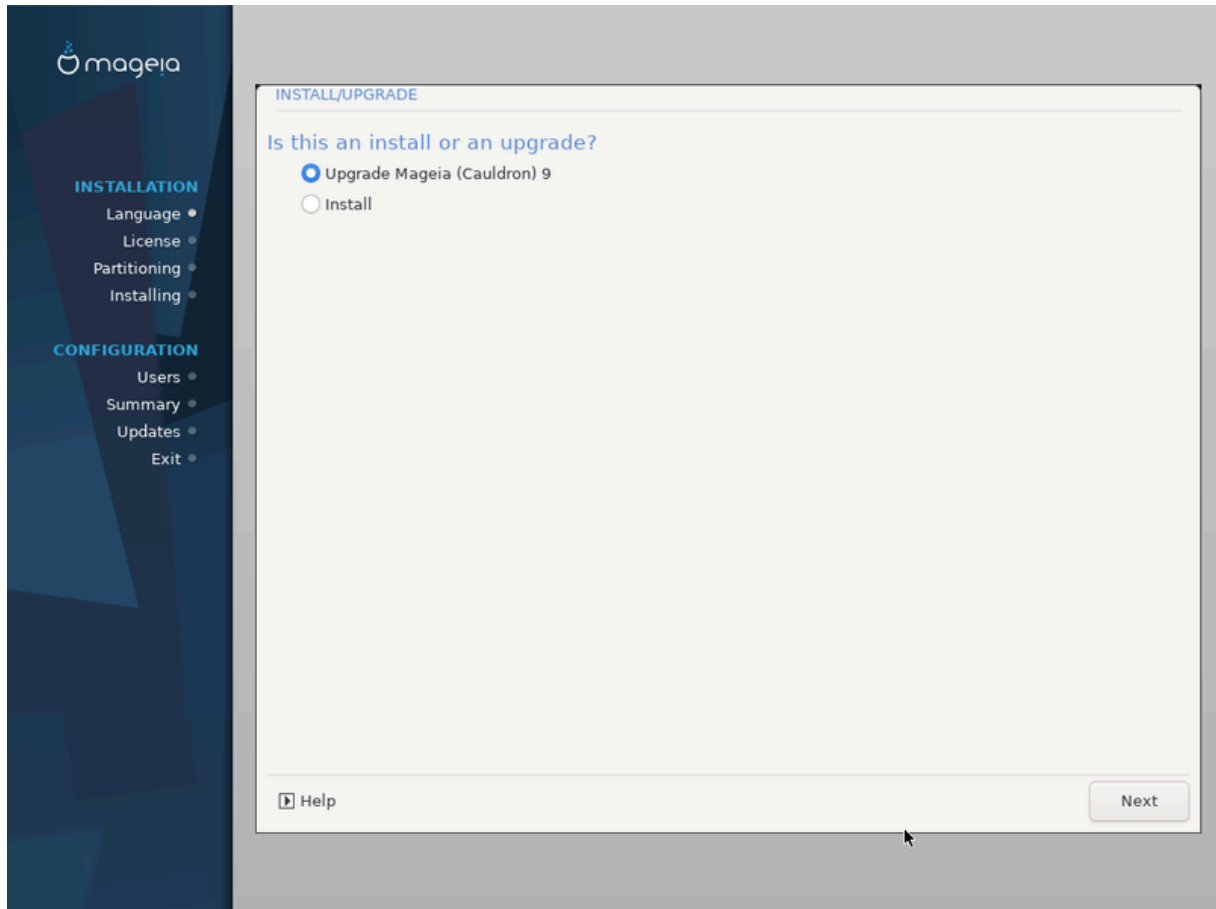 mageia
INSTALLATION
Language
License
Partitioning
Installing
CONFIGURATION
Users
Summary
Updates
Exit
INSTALL/UPGRADE
Is this an install or an upgrade?
Upgrade Mageia (Cauldron) 9
Install
Help
Next